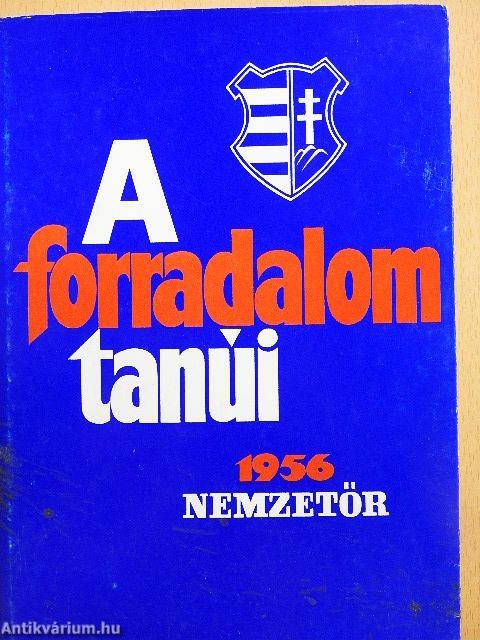 A
forradalom
tanúi
1956
NEMZETŐR
Antikvárium.hu